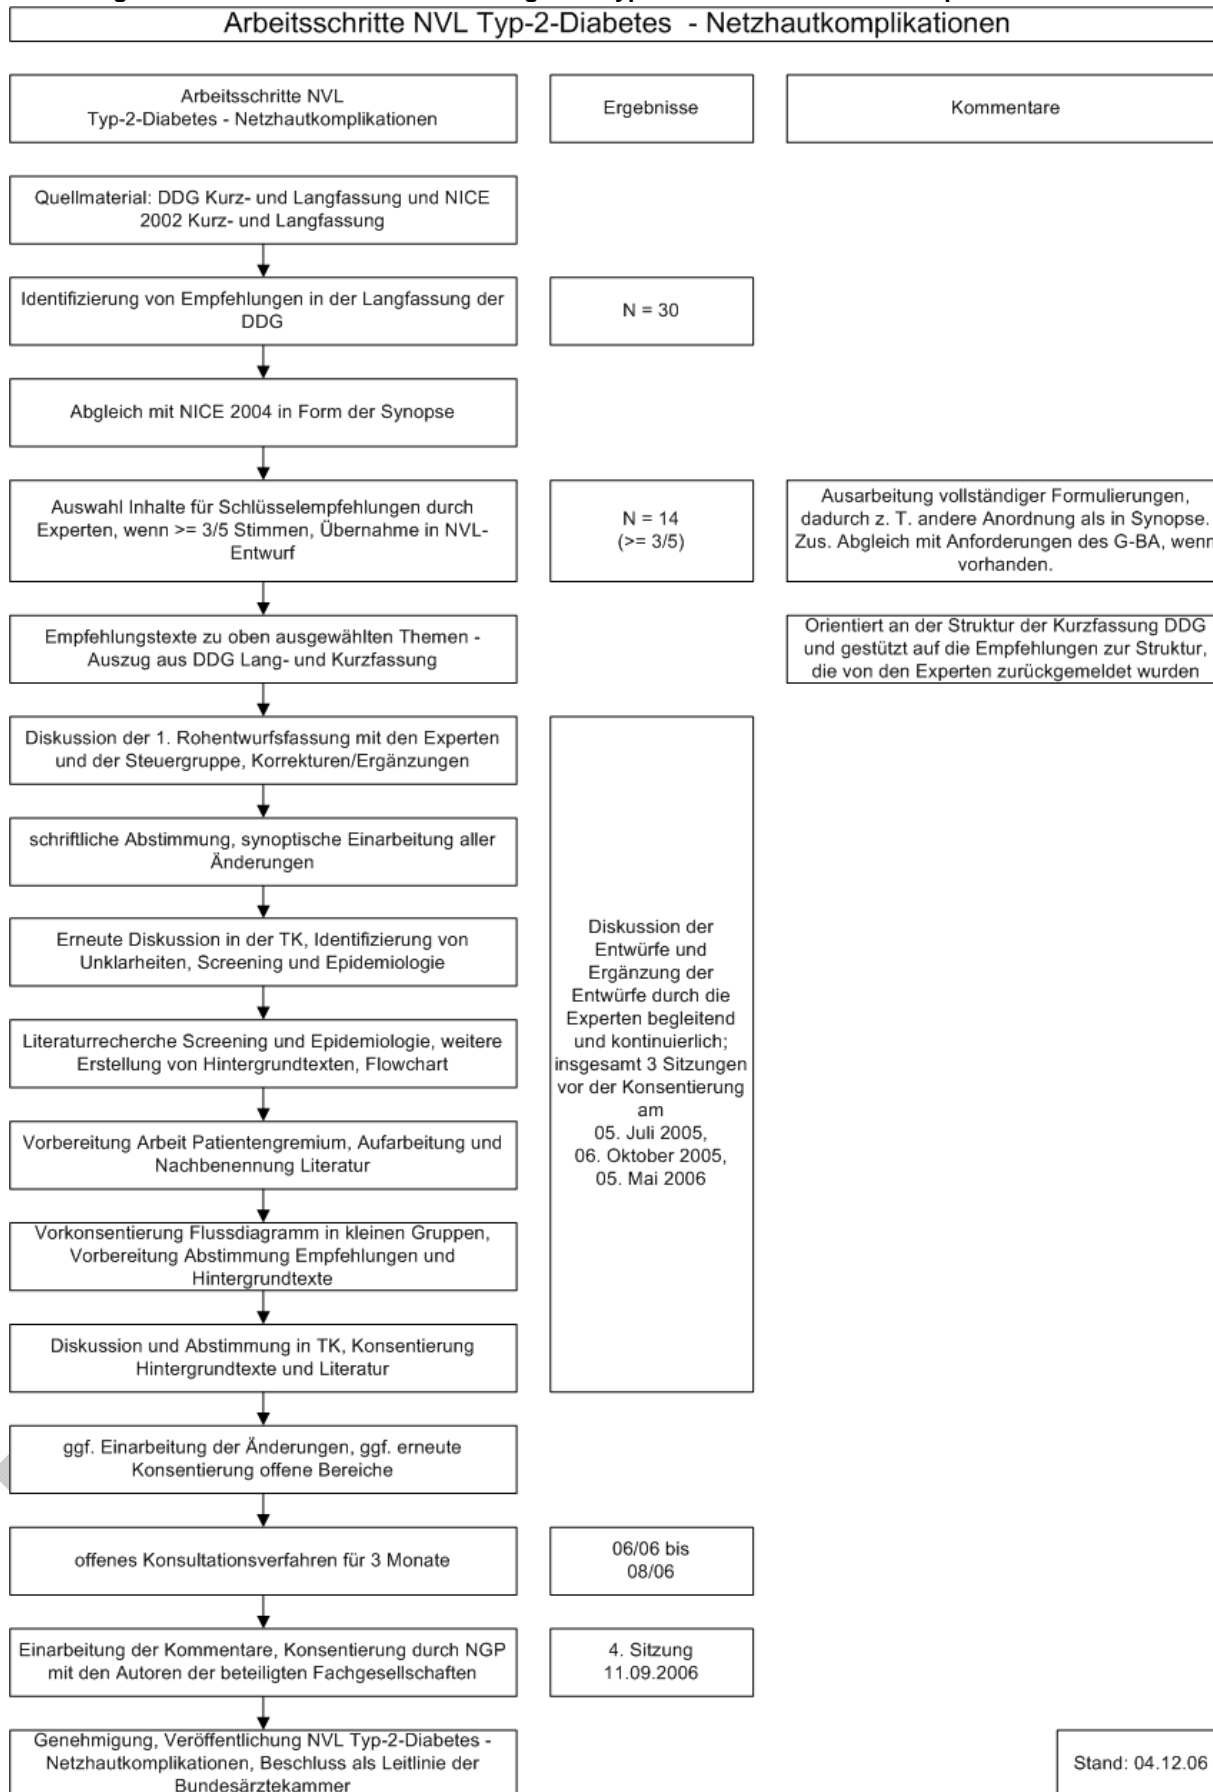 Arbeitsschritte NVL Typ-2-Diabetes - Netzhautkomplikationen
Arbeitsschritte NVL
Typ-2-Diabetes - Netzhautkomplikationen
Ergebnisse
Kommentare
Quellmaterial: DDG Kurz- und Langfassung und NICE
2002 Kurz- und Langfassung
Identifizierung von Empfehlungen in der Langfassung der
DDG
N = 30
Abgleich mit NICE 2004 in Form der Synopse
Auswahl Inhalte für Schlüsselempfehlungen durch
Experten, wenn >= 3/5 Stimmen, Übernahme in NVL-
Entwurf
N = 14
(>= 3/5)
Ausarbeitung vollständiger Formulierungen,
dadurch z. T. andere Anordnung als in Synopse.
Zus. Abgleich mit Anforderungen des G-BA, wenn
vorhanden.
Empfehlungstexte zu oben ausgewählten Themen -
Auszug aus DDG Lang- und Kurzfassung
Orientiert an der Struktur der Kurzfassung DDG
und gestützt auf die Empfehlungen zur Struktur,
die von den Experten zurückgemeldet wurden
Diskussion der 1. Rohentwurfsfassung mit den Experten
und der Steuergruppe, Korrekturen/Ergänzungen
schriftliche Abstimmung, synoptische Einarbeitung aller
Änderungen
Erneute Diskussion in der TK, Identifizierung von
Unklarheiten, Screening und Epidemiologie
Literaturrecherche Screening und Epidemiologie, weitere
Erstellung von Hintergrundtexten, Flowchart
Vorbereitung Arbeit Patientengremium, Aufarbeitung und
Nachbenennung Literatur
Vorkonsentierung Flussdiagramm in kleinen Gruppen,
Vorbereitung Abstimmung Empfehlungen und
Hintergrundtexte
Diskussion und Abstimmung in TK, Konsentierung
Hintergrundtexte und Literatur
Diskussion der
Entwürfe und
Ergänzung der
Entwürfe durch die
Experten begleitend
und kontinuierlich;
insgesamt 3 Sitzungen
vor der Konsentierung
am
05. Juli 2005,
06. Oktober 2005,
05. Mai 2006
ggf. Einarbeitung der Änderungen, ggf. erneute
Konsentierung offene Bereiche
offenes Konsultationsverfahren für 3 Monate
06/06 bis
08/06
Einarbeitung der Kommentare, Konsentierung durch NGP
mit den Autoren der beteiligten Fachgesellschaften
4. Sitzung
11.09.2006
Genehmigung, Veröffentlichung NVL Typ-2-Diabetes -
Netzhautkomplikationen, Beschluss als Leitlinie der
Bundesärztekammer
Stand: 04.12.06